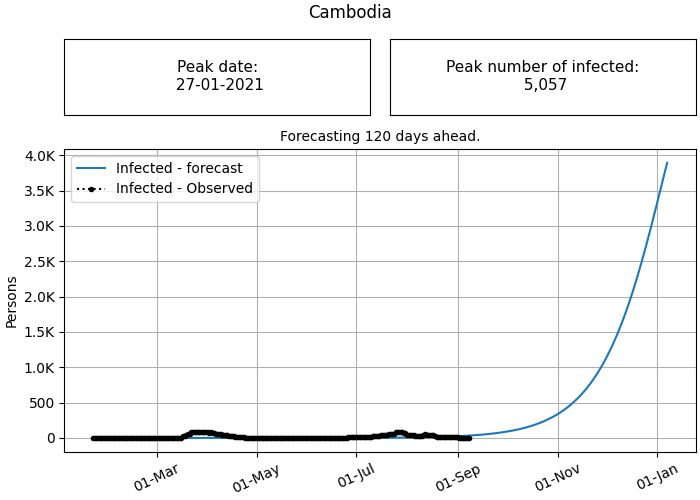 Cambodia
Peak date:
27-01-2021
Peak number of infected:
5,057
Forecasting 120 days ahead.
Infected - forecast
Infected - Observed
Persons
4.0K
3.5K
3.0K
2.5K
2.0K
1.5K
1.0K
500
0
01-Mar
01-May
01-Jul
01-Sep
01-Nov
01-Jan